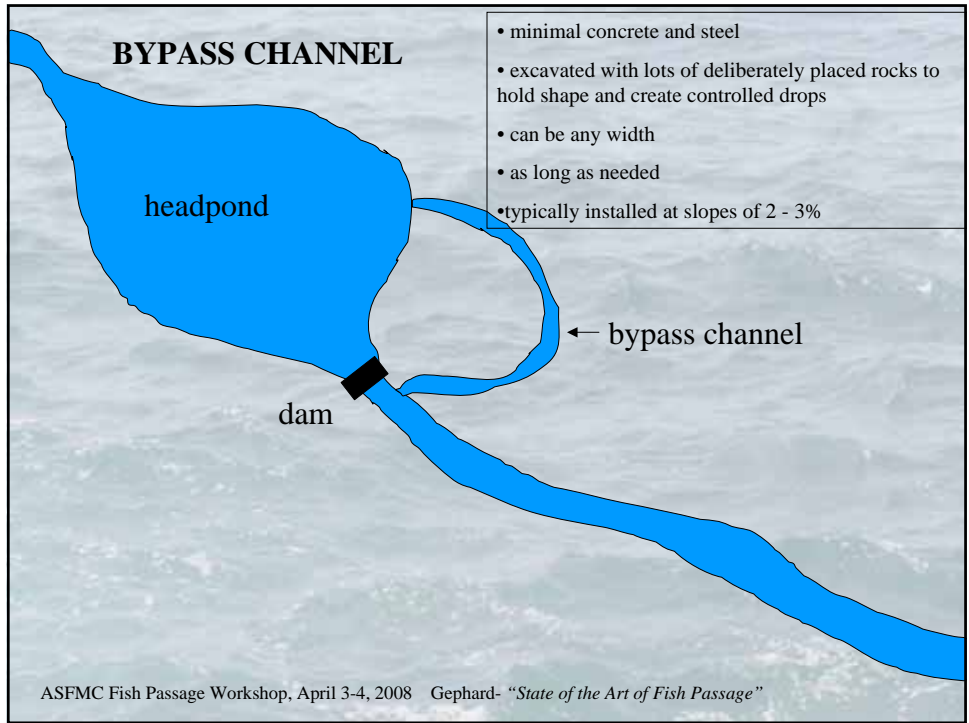 BYPASS CHANNEL
• minimal concrete and steel
• excavated with lots of deliberately placed rocks to
hold shape and create controlled drops
• can be any width
• as long as needed
•typically installed at slopes of 2 - 3%
headpond
bypass channel
dam
ASFMC Fish Passage Workshop, April 3-4, 2008 Gephard- “State of the Art of Fish Passage”